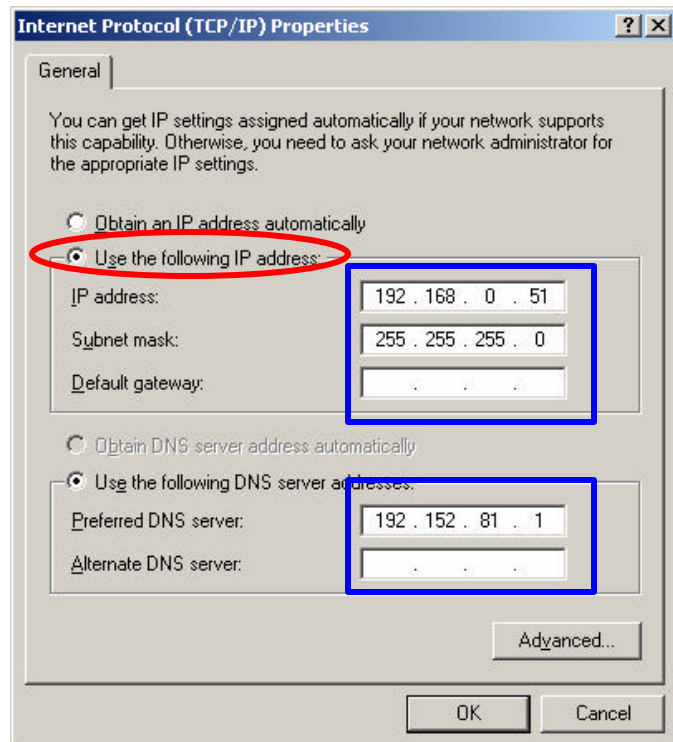 Internet Protocol (TCP/IP) Properties
General
You can get IP settings assigned automatically if your network supports
this capability. Otherwise, you need to ask your network administrator for
the appropriate IP settings.
Obtain an IP address automatically
Use the following IP address:
IP address: 192 . 168 . 0 . 51
Subnet mask: 255 . 255 . 255 . 0
Default gateway: . . .
Obtain DNS server address automatically
Use the following DNS server addresses:
Preferred DNS server: 192 . 152 . 81 . 1
Alternate DNS server: . . .
Advanced...
OK Cancel